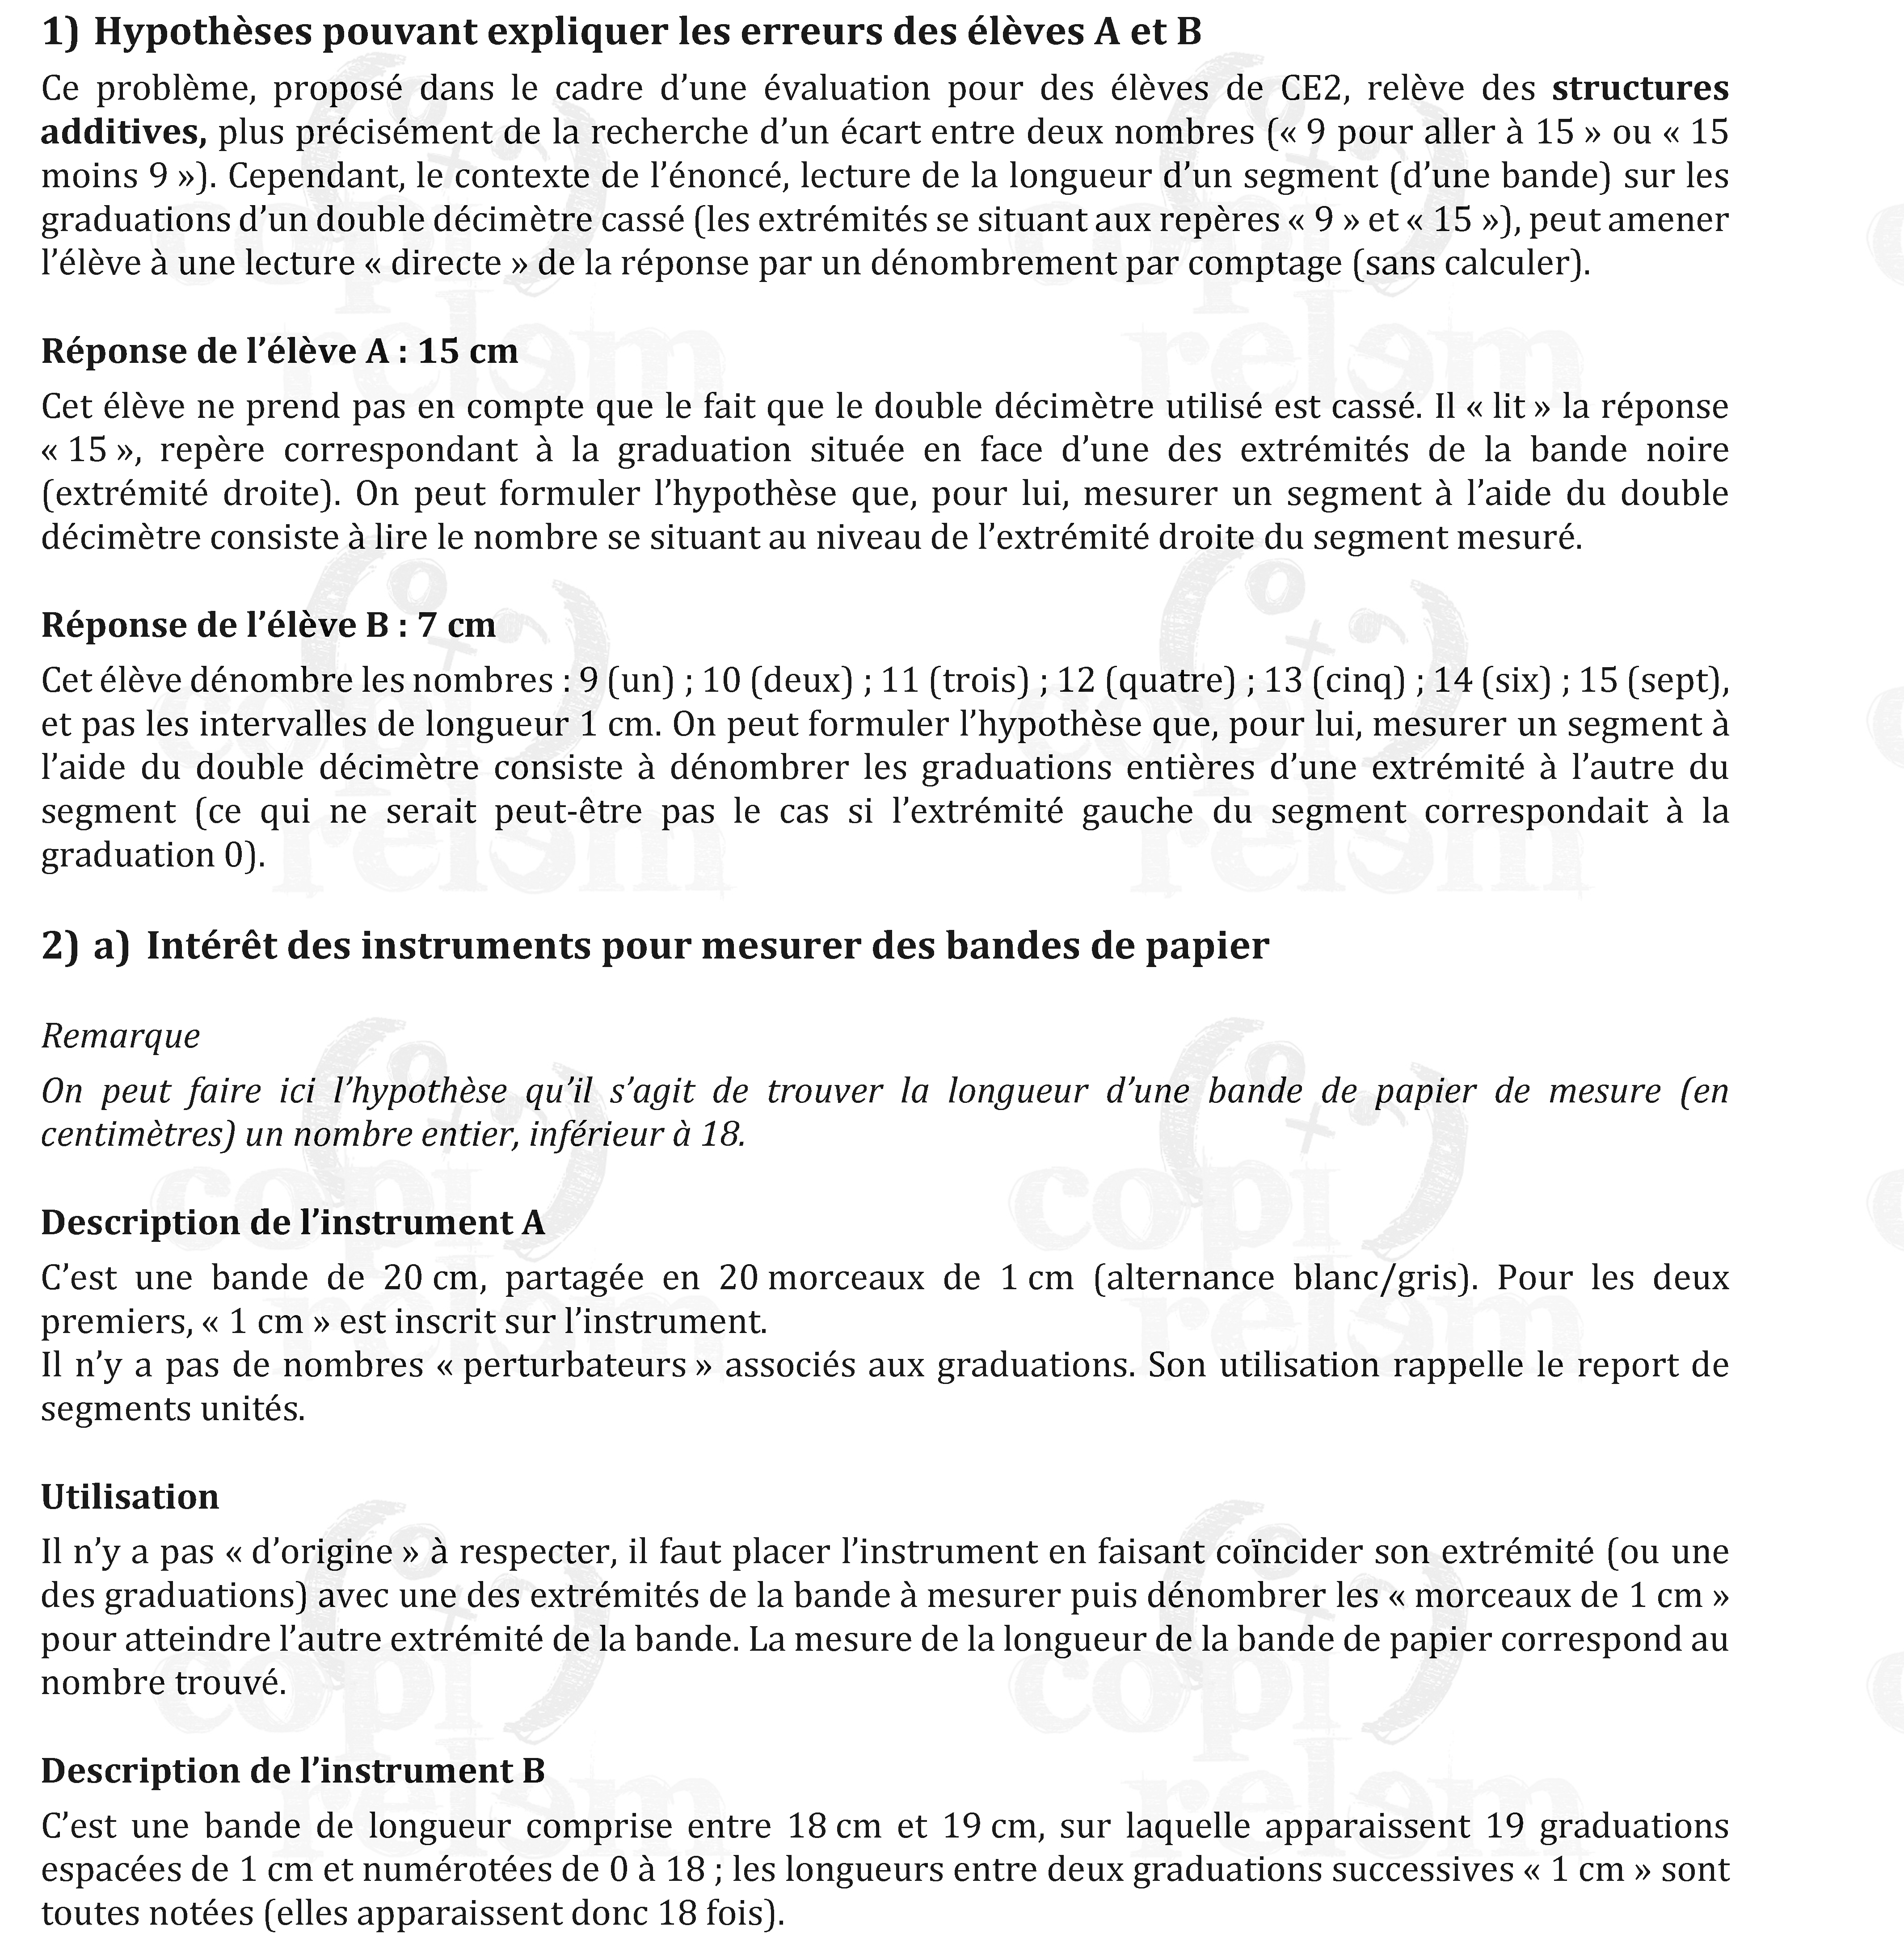 1) Hypothèses pouvant expliquer les erreurs des élèves A et B
Ce problème, proposé dans le cadre d’une évaluation pour des élèves de CE2, relève des structures
additives, plus précisément de la recherche d’un écart entre deux nombres (« 9 pour aller à 15 » ou « 15
moins 9 »). Cependant, le contexte de l’énoncé, lecture de la longueur d’un segment (d’une bande) sur les
graduations d’un double décimètre cassé (les extrémités se situant aux repères « 9 » et « 15 »), peut amener
l’élève à une lecture « directe » de la réponse par un dénombrement par comptage (sans calculer).
Réponse de l’élève A : 15 cm
Cet élève ne prend pas en compte que le fait que le double décimètre utilisé est cassé. Il « lit » la réponse
« 15 », repère correspondant à la graduation située en face d’une des extrémités de la bande noire
(extrémité droite). On peut formuler l’hypothèse que, pour lui, mesurer un segment à l’aide du double
décimètre consiste à lire le nombre se situant au niveau de l’extrémité droite du segment mesuré.
Réponse de l’élève B : 7 cm
Cet élève dénombre les nombres : 9 (un) ; 10 (deux) ; 11 (trois) ; 12 (quatre) ; 13 (cinq) ; 14 (six) ; 15 (sept),
et pas les intervalles de longueur 1 cm. On peut formuler l’hypothèse que, pour lui, mesurer un segment à
l’aide du double décimètre consiste à dénombrer les graduations entières d’une extrémité à l’autre du
segment (ce qui ne serait peut-être pas le cas si l’extrémité gauche du segment correspondait à la
graduation 0).
2) a) Intérêt des instruments pour mesurer des bandes de papier
Remarque
On peut faire ici l’hypothèse qu’il s’agit de trouver la longueur d’une bande de papier de mesure (en
centimètres) un nombre entier, inférieur à 18.
Description de l’instrument A
C’est une bande de 20 cm, partagée en 20 morceaux de 1 cm (alternance blanc/gris). Pour les deux
premiers, « 1 cm » est inscrit sur l’instrument.
Il n’y a pas de nombres « perturbateurs » associés aux graduations. Son utilisation rappelle le report de
segments unités.
Utilisation
Il n’y a pas « d’origine » à respecter, il faut placer l’instrument en faisant coïncider son extrémité (ou une
des graduations) avec une des extrémités de la bande à mesurer puis dénombrer les « morceaux de 1 cm »
pour atteindre l’autre extrémité de la bande. La mesure de la longueur de la bande de papier correspond au
nombre trouvé.
Description de l’instrument B
C’est une bande de longueur comprise entre 18 cm et 19 cm, sur laquelle apparaissent 19 graduations
espacées de 1 cm et numérotées de 0 à 18 ; les longueurs entre deux graduations successives « 1 cm » sont
toutes notées (elles apparaissent donc 18 fois).